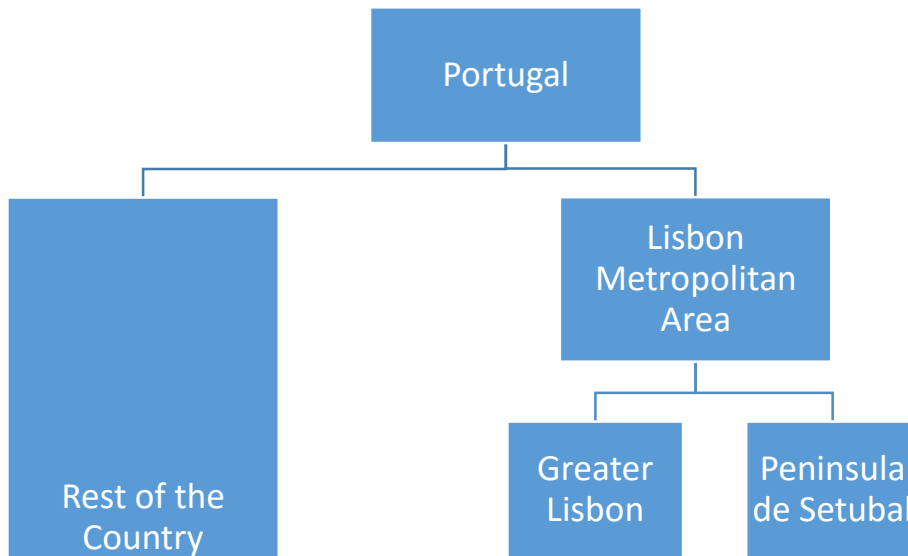 Portugal
Lisbon
Metropolitan
Area
Greater
Lisbon
Peninsula
de Setubal
Rest of the
Country